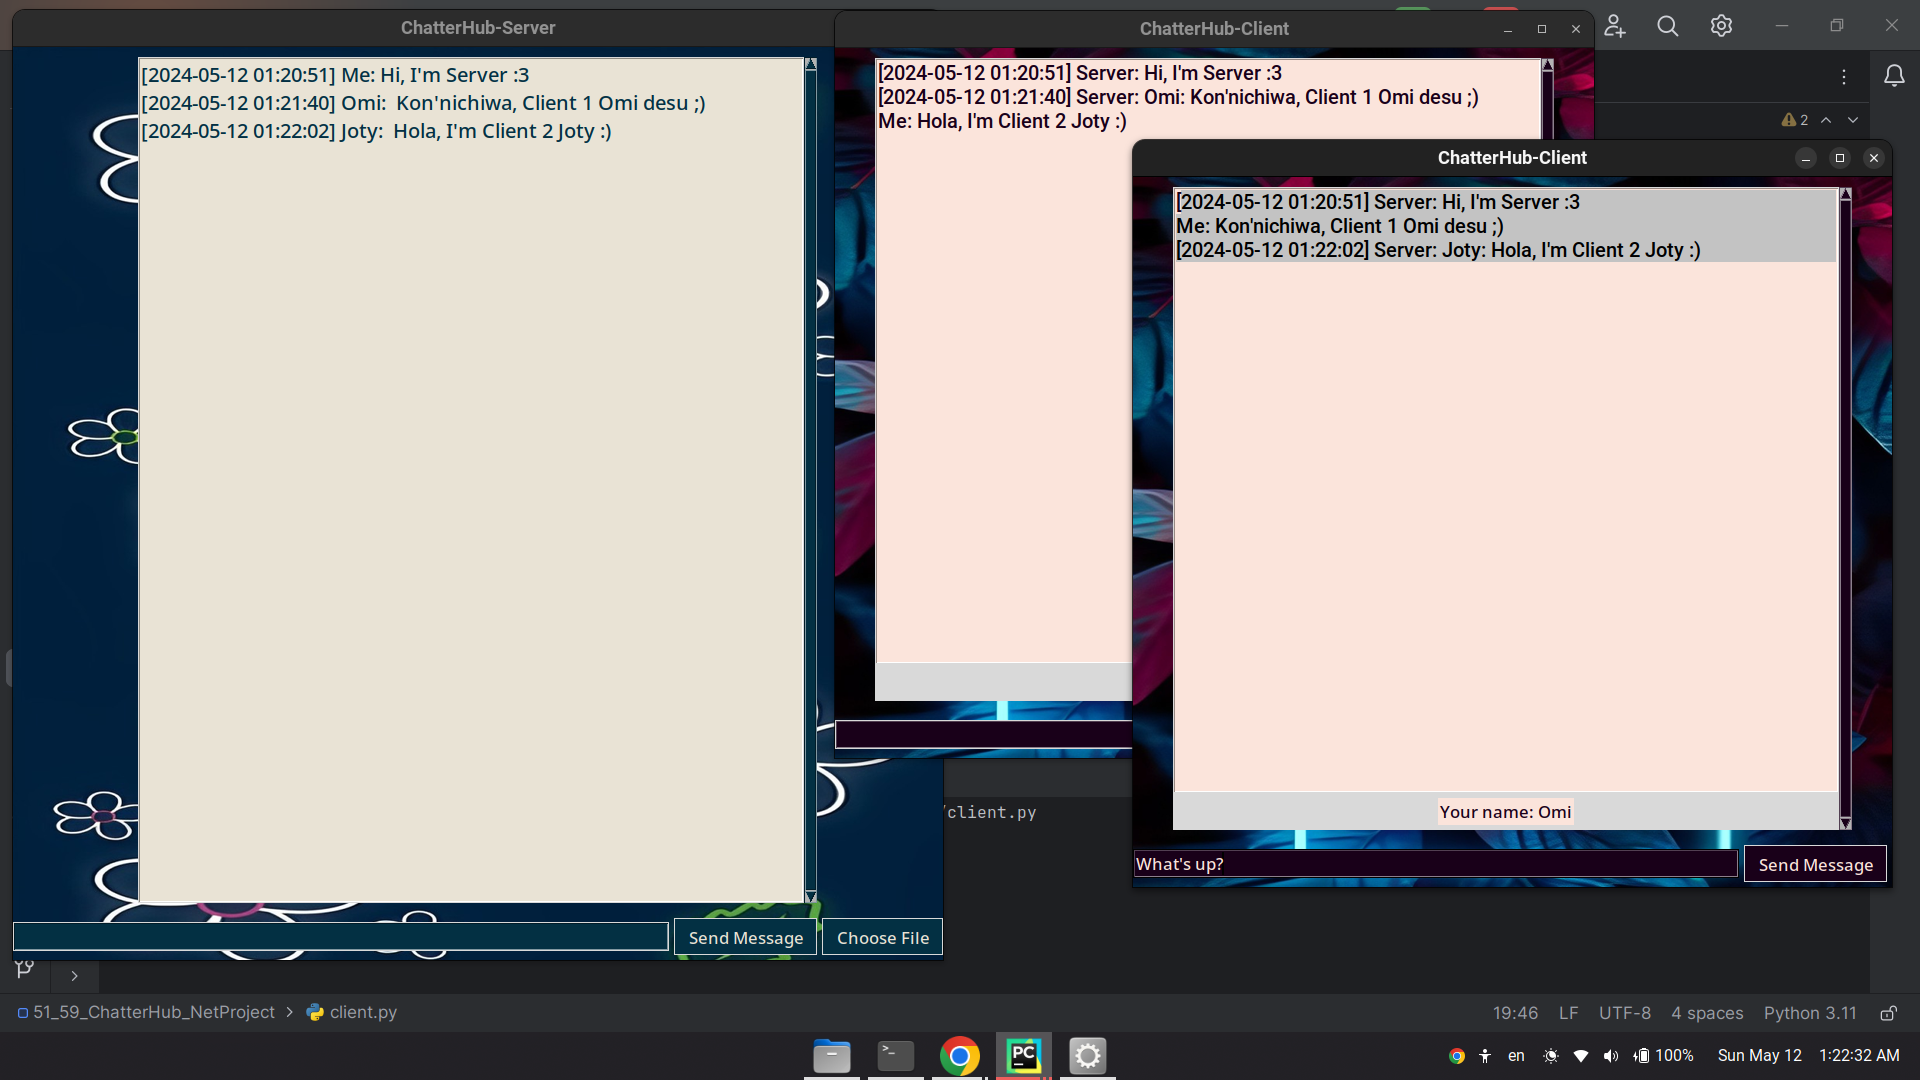 ChatterHub-Server
[2024-05-12 01:20:51] Me: Hi, I'm Server :3
[2024-05-12 01:21:40] Omi:  Kon'nichiwa, Client 1 Omi desu ;)
[2024-05-12 01:22:02] Joty:  Hola, I'm Client 2 Joty :)
Send Message
Choose File
ChatterHub-Client
[2024-05-12 01:20:51] Server: Hi, I'm Server :3
[2024-05-12 01:21:40] Server: Omi: Kon'nichiwa, Client 1 Omi desu ;)
Me: Hola, I'm Client 2 Joty :)
2
ChatterHub-Client
[2024-05-12 01:20:51] Server: Hi, I'm Server :3
Me: Kon'nichiwa, Client 1 Omi desu ;)
[2024-05-12 01:22:02] Server: Joty: Hola, I'm Client 2 Joty :)
Your name: Omi
What's up?
Send Message
/client.py
51_59_ChatterHub_NetProject > client.py
19:46 LF UTF-8 4 spaces Python 3.11
PC
en 100% Sun May 12 1:22:32 AM